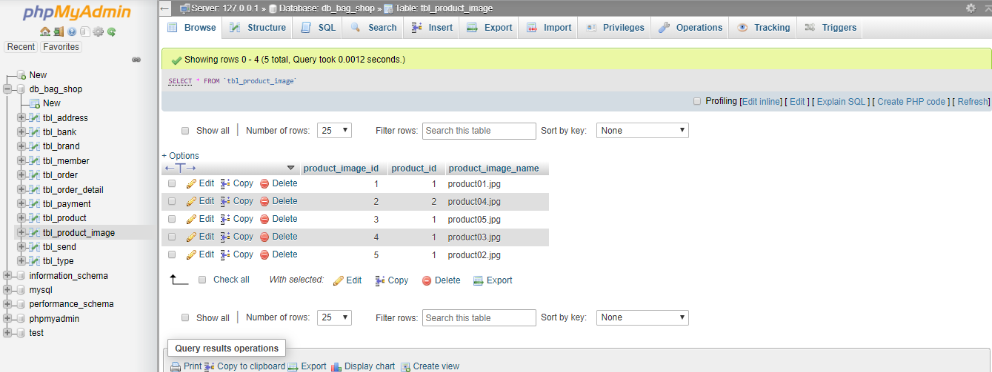 phpMyAdmin
Recent Favorites
New
db_bag_shop
New
tbl_address
tbl_bank
tbl_brand
tbl_member
tbl_order
tbl_order_detail
tbl_payment
tbl_product
tbl_product_image
tbl_send
tbl_type
information_schema
mysql
performance_schema
phpmyadmin
test
Server: 127.0.0.1 » Database: db_bag_shop » Table: tbl_product_image
Browse Structure SQL Search Insert Export Import Privileges Operations Tracking Triggers
Showing rows 0 - 4 (5 total, Query took 0.0012 seconds.)
SELECT * FROM `tbl_product_image`
Profiling [Edit inline] [ Edit ] [ Explain SQL ] [ Create PHP code ] [ Refresh]
Show all | Number of rows: 25 Filter rows: Search this table Sort by key: None
+ Options
←T→ product_image_id product_id product_image_name
Edit Copy Delete 1 1 product01.jpg
Edit Copy Delete 2 2 product04.jpg
Edit Copy Delete 3 1 product05.jpg
Edit Copy Delete 4 1 product03.jpg
Edit Copy Delete 5 1 product02.jpg
Check all With selected: Edit Copy Delete Export
Show all | Number of rows: 25 Filter rows: Search this table Sort by key: None
Query results operations
Print Copy to clipboard Export Display chart Create view